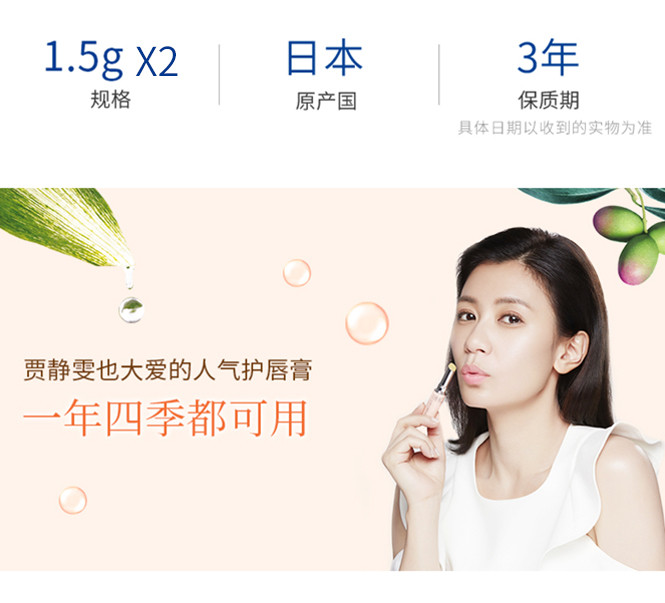 1.5g X2
规格
日本
原产国
3年
保质期
具体日期以收到的实物为准
贾静雯也大爱的人气护唇膏
一年四季都可用